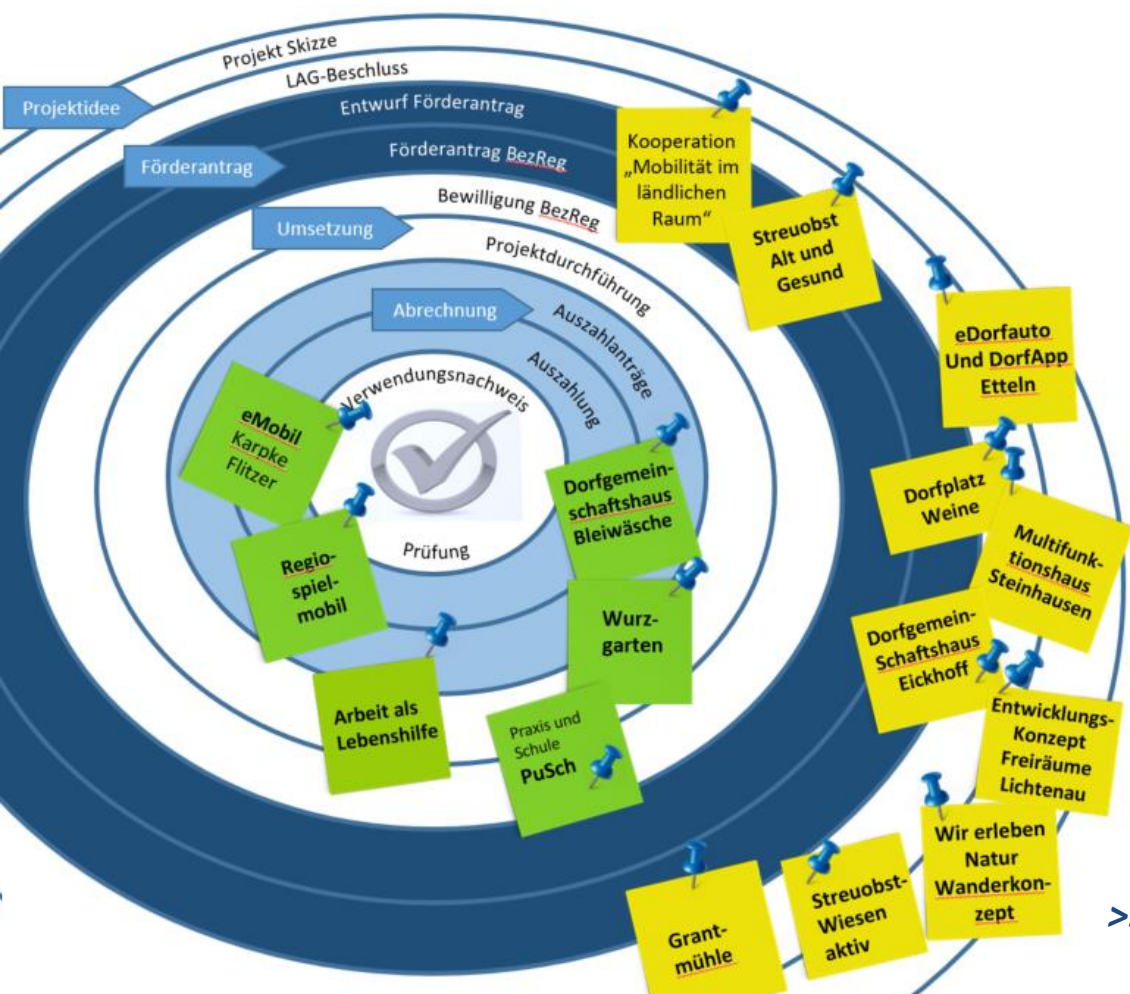 Projekt Skizze
LAG-Beschluss
Projektidee
Entwurf Förderantrag
Förderantrag
Förderantrag BezReg
Bewilligung BezReg
Umsetzung
Projektdurchführung
Abrechnung
Auszahlanträge
Auszahlung
Verwendungsnachweis
Prüfung
Kooperation
„Mobilität im
ländlichen
Raum“
Streuobst
Alt und
Gesund
eDorfauto
Und DorfApp
Etteln
Dorfplatz
Weine
Multifunk-
tionshaus
Steinhausen
Dorfgemein-
Schaftshaus
Eickhoff
Entwicklungs-
Konzept
Freiräume
Lichtenau
Wir erleben
Natur
Wanderkon-
zept
Streuobst-
Wiesen
aktiv
Grant-
mühle
eMobil
Karpke
Flitzer
Regio-
spiel-
mobil
Arbeit als
Lebenshilfe
Dorfgemein-
schaftshaus
Bleiwäsche
Wurz-
garten
Praxis und
Schule
PuSch